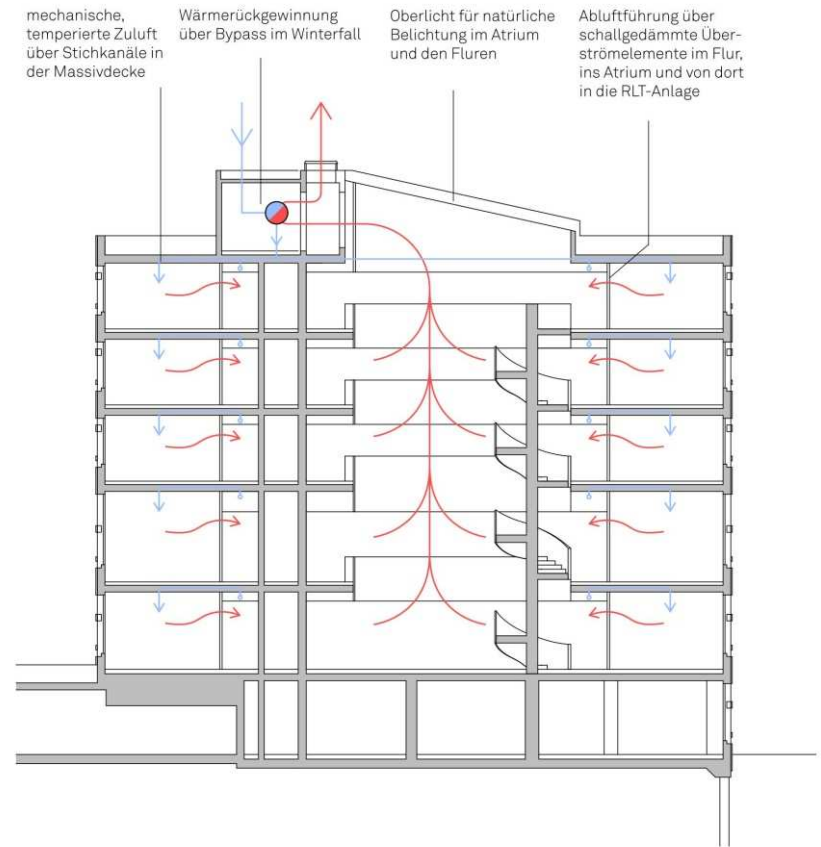 mechanische,
temperierte Zuluft
über Stichkanäle in
der Massivdecke
Wärmerückgewinnung
über Bypass im Winterfall
Oberlicht für natürliche
Belichtung im Atrium
und den Fluren
Abluftführung über
schallgedämmte Über-
strömelemente im Flur,
ins Atrium und von dort
in die RLT-Anlage